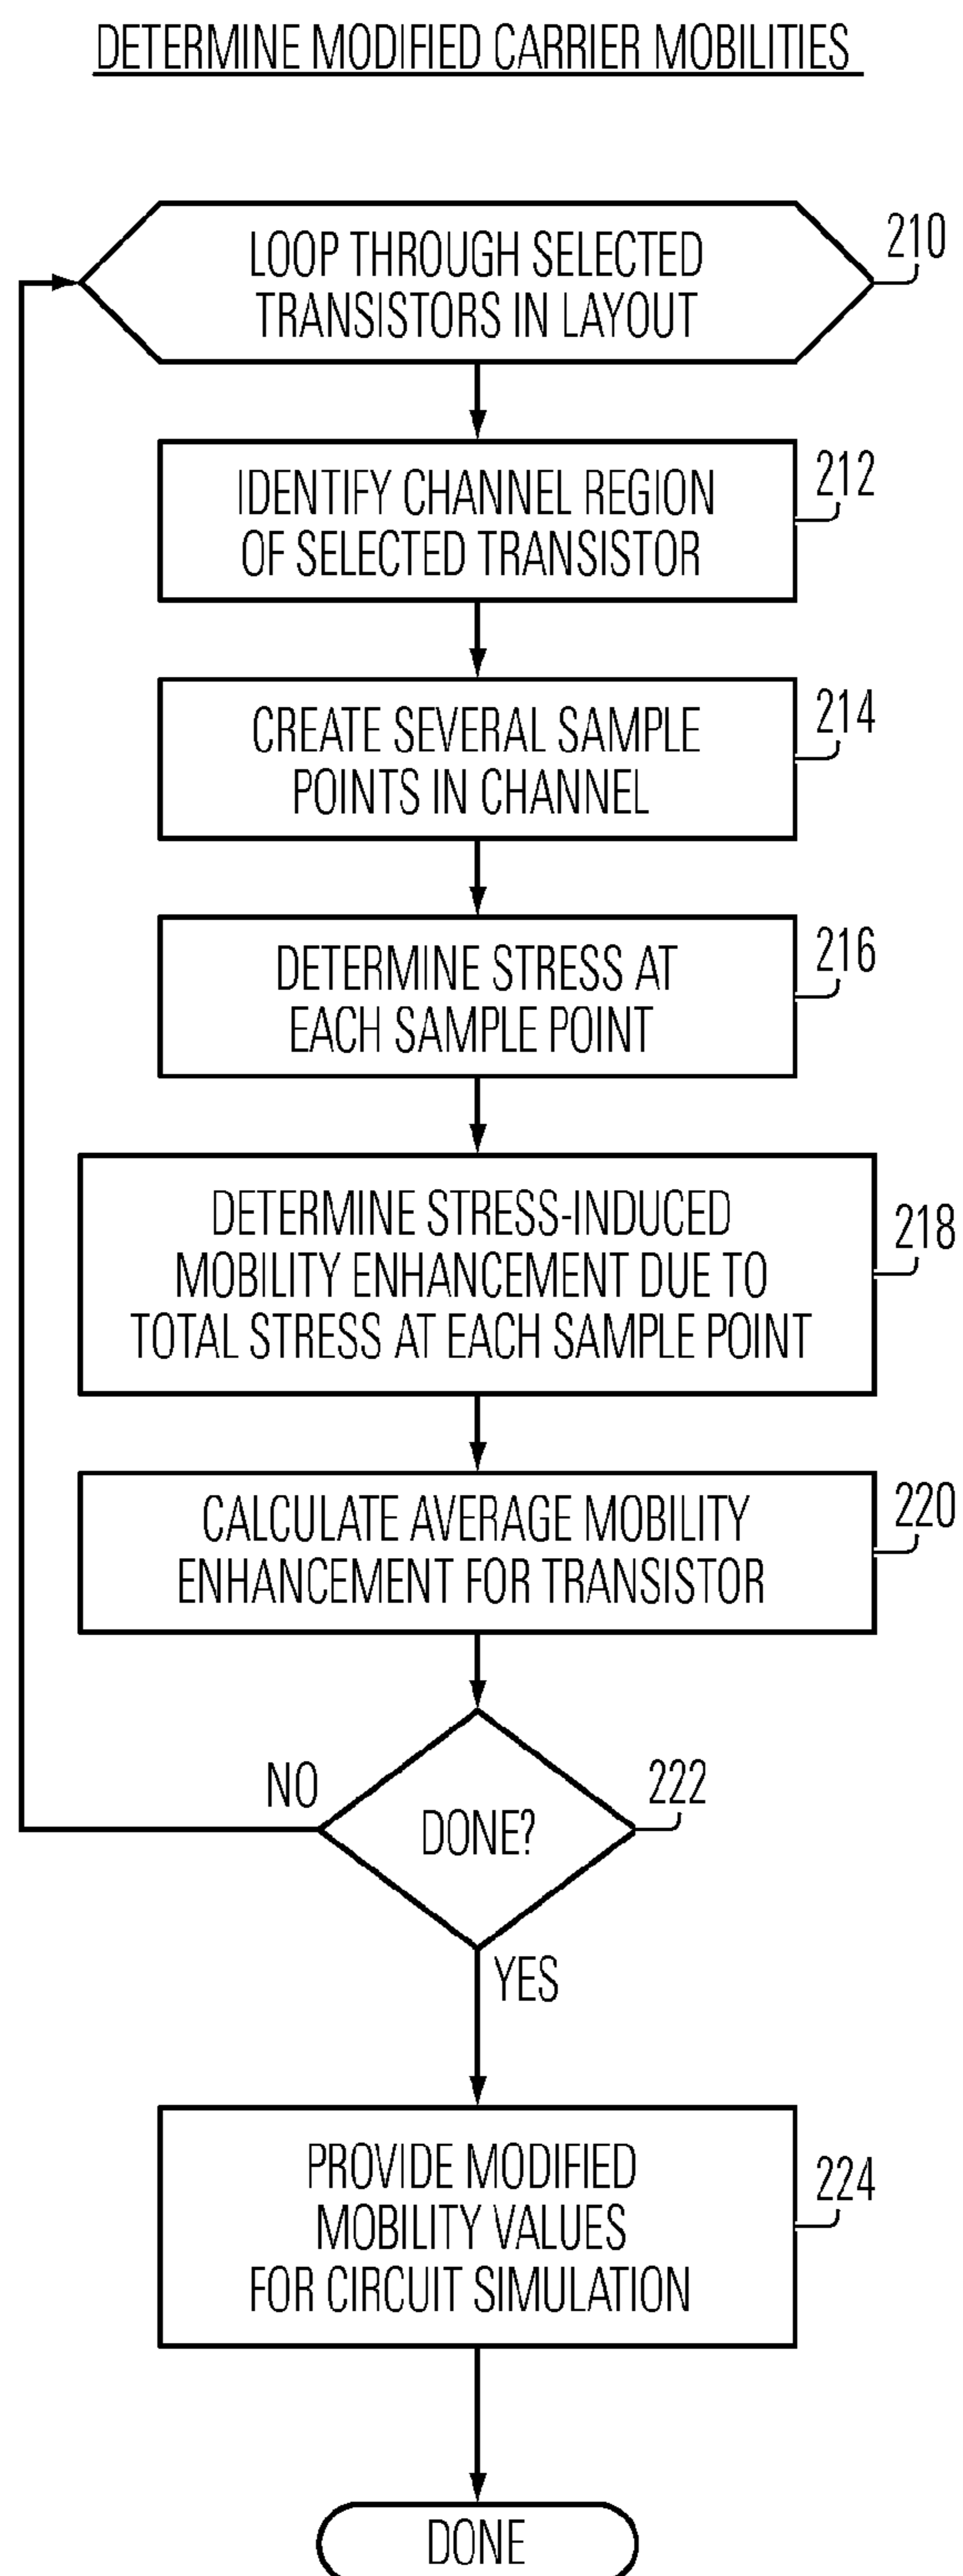 DETERMINE MODIFIED CARRIER MOBILITIES
LOOP THROUGH SELECTED
TRANSISTORS IN LAYOUT
210
IDENTIFY CHANNEL REGION
OF SELECTED TRANSISTOR
212
CREATE SEVERAL SAMPLE
POINTS IN CHANNEL
214
DETERMINE STRESS AT
EACH SAMPLE POINT
216
DETERMINE STRESS-INDUCED
MOBILITY ENHANCEMENT DUE TO
TOTAL STRESS AT EACH SAMPLE POINT
218
CALCULATE AVERAGE MOBILITY
ENHANCEMENT FOR TRANSISTOR
220
NO
DONE?
222
YES
PROVIDE MODIFIED
MOBILITY VALUES
FOR CIRCUIT SIMULATION
224
DONE